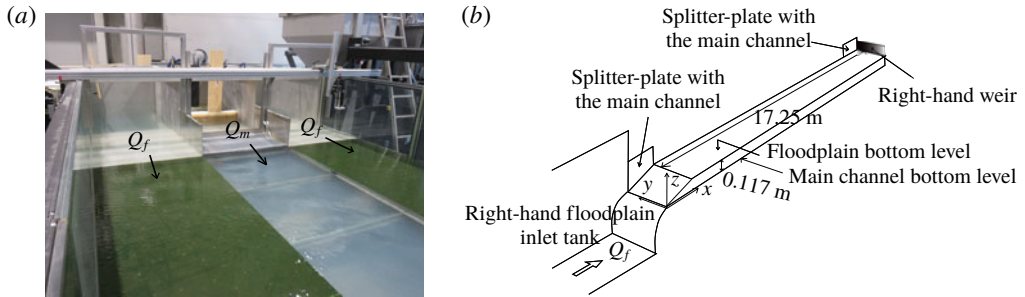 (a)
Q_f
Q_m
Q_f
(b)
Splitter-plate with
the main channel
Splitter-plate with
the main channel
Right-hand weir
17.25 m
Floodplain bottom level
Main channel bottom level
0.117 m
y
z
x
Right-hand floodplain
inlet tank
Q_f